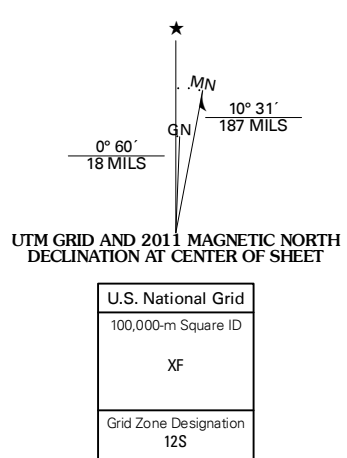 ★
MN
10° 31´
187 MILS
GN
0° 60´
18 MILS
UTM GRID AND 2011 MAGNETIC NORTH
DECLINATION AT CENTER OF SHEET
U.S. National Grid
100,000-m Square ID
XF
Grid Zone Designation
12S